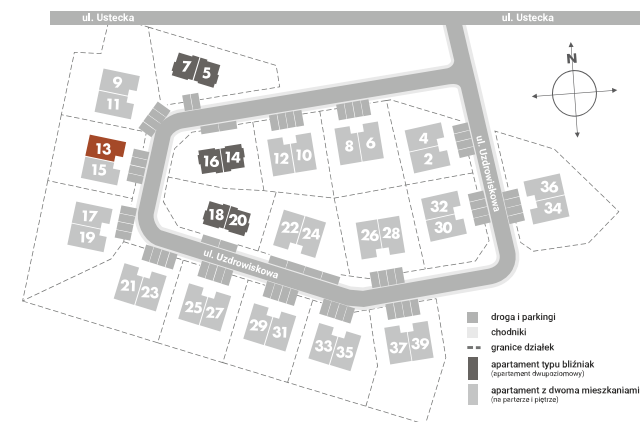 ul. Ustecka
ul. Ustecka
N
7 5
9
11
13
15
16 14
12 10
8 6
4
2
ul. Uzdrowiskowa
36
34
17
19
18 20
22 24
26 28
32
30
ul. Uzdrowiskowa
21 23
25 27
29 31
33 35
37 39
droga i parkingi
chodniki
granice działek
apartament typu bliźniak
(apartament dwupoziomowy)
apartament z dwoma mieszkaniami
(na parterze i piętrze)